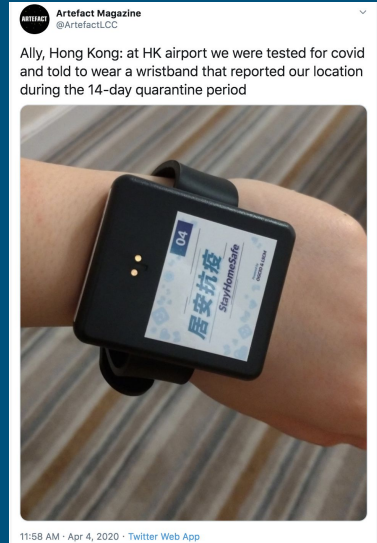 ARTEFACT
Artefact Magazine
@ArtefactLCC
Ally, Hong Kong: at HK airport we were tested for covid
and told to wear a wristband that reported our location
during the 14-day quarantine period
04
居安抗疫
StayHomeSafe
11:58 AM · Apr 4, 2020 · Twitter Web App